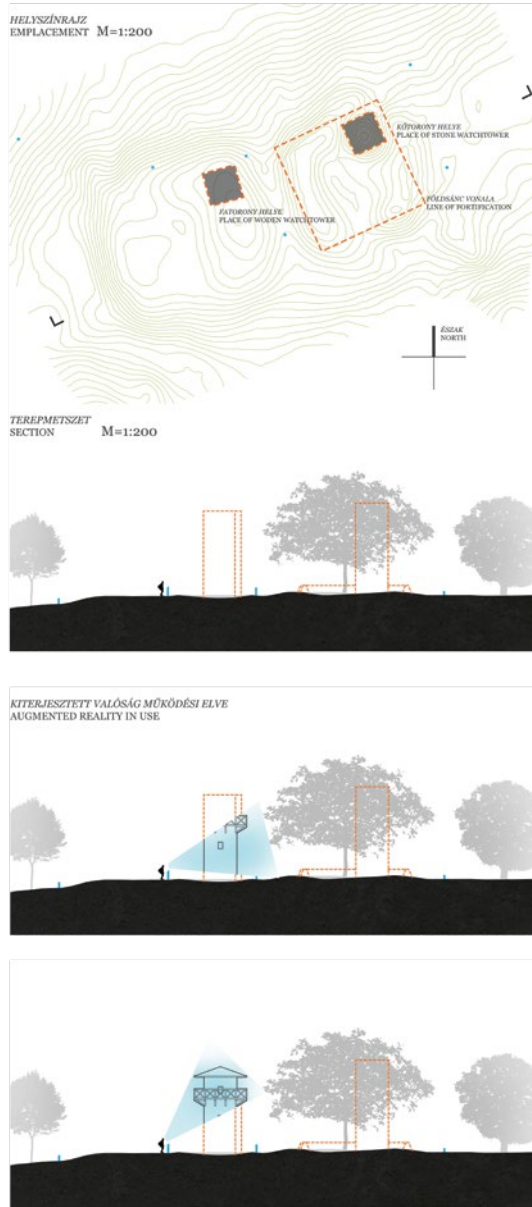 HELYSZÍNRAJZ
EMPLACEMENT M=1:200
KŐTORONY HELYE
PLACE OF STONE WATCHTOWER
FATORONY HELYE
PLACE OF WODEN WATCHTOWER
FÖLDSÁNC VONALA
LINE OF FORTIFICATION
ÉSZAK
NORTH
TEREPMETSZET
SECTION M=1:200
KITERJESZTETT VALÓSÁG MŰKÖDÉSI ELVE
AUGMENTED REALITY IN USE